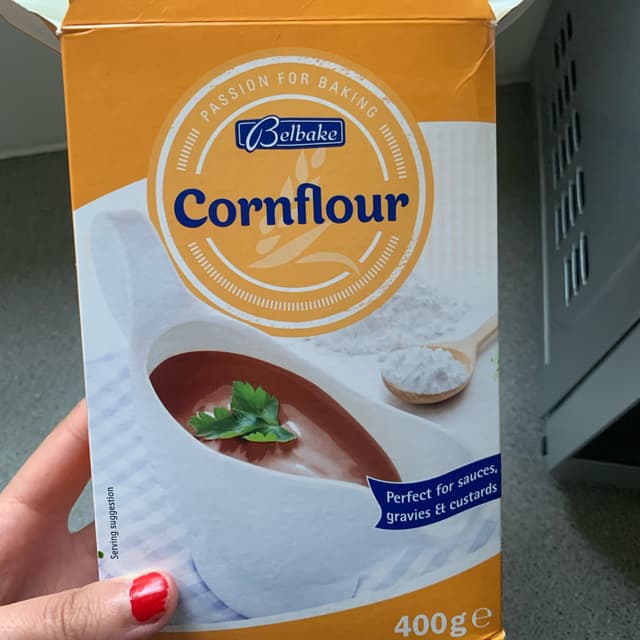 PASSION FOR BAKING
Belbake
Cornflour
Perfect for sauces,
gravies & custards
Serving suggestion
400g e